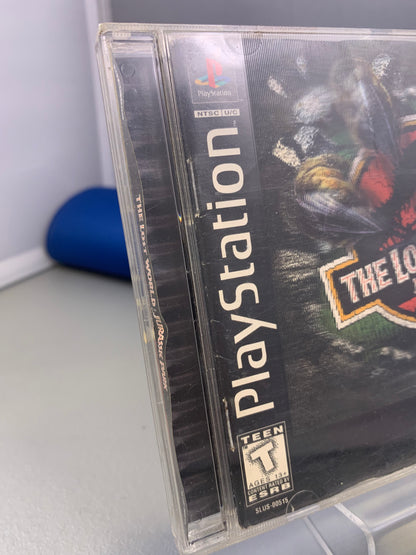 PlayStation
NTSC U/C
PlayStation
THE LO
J
TEEN
T
AGES 13+
CONTENT RATED BY
ESRB
SLUS-00515
THE LOST WORLD JURASSIC PARK